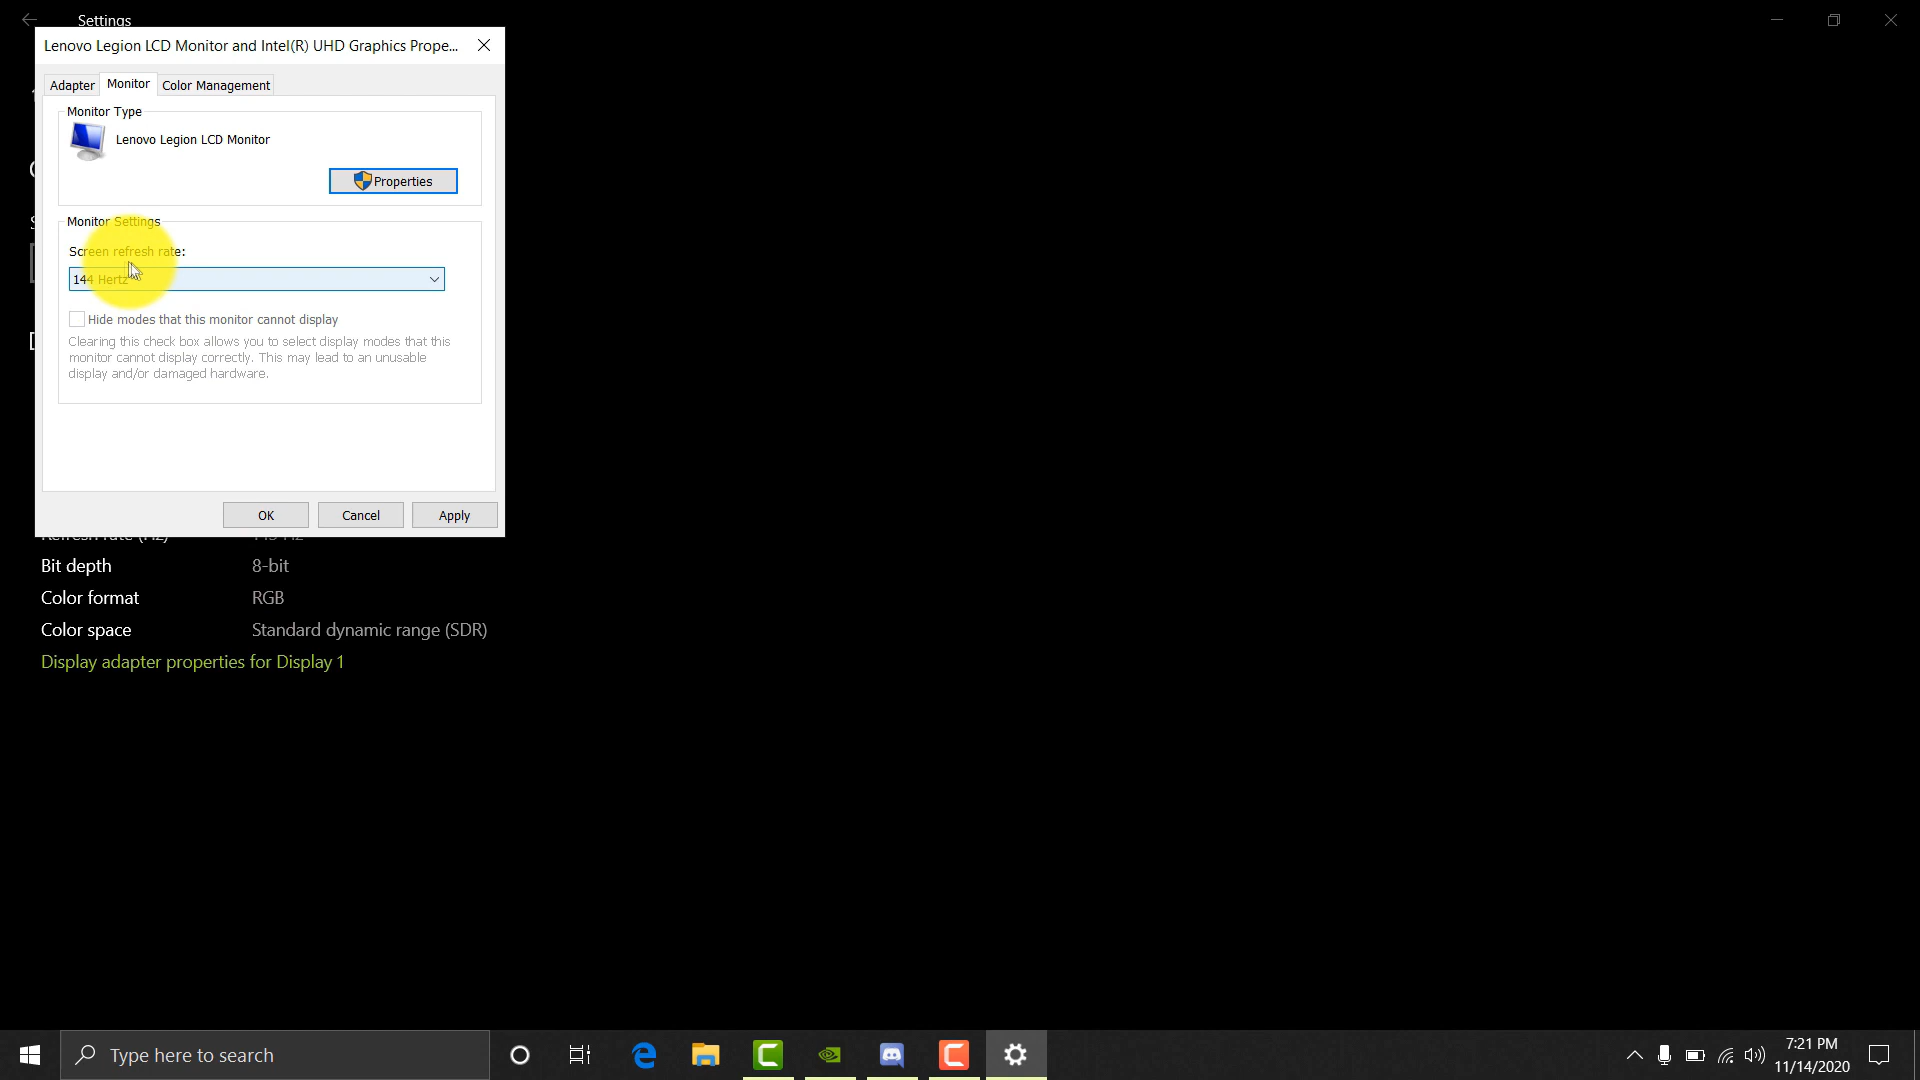 Settings
Lenovo Legion LCD Monitor and Intel(R) UHD Graphics Prope...
Adapter Monitor Color Management
Monitor Type
Lenovo Legion LCD Monitor
Properties
Monitor Settings
Screen refresh rate:
144 Hertz
Hide modes that this monitor cannot display
Clearing this check box allows you to select display modes that this
monitor cannot display correctly. This may lead to an unusable
display and/or damaged hardware.
OK Cancel Apply
Bit depth 8-bit
Color format RGB
Color space Standard dynamic range (SDR)
Display adapter properties for Display 1
Type here to search
7:21 PM
11/14/2020